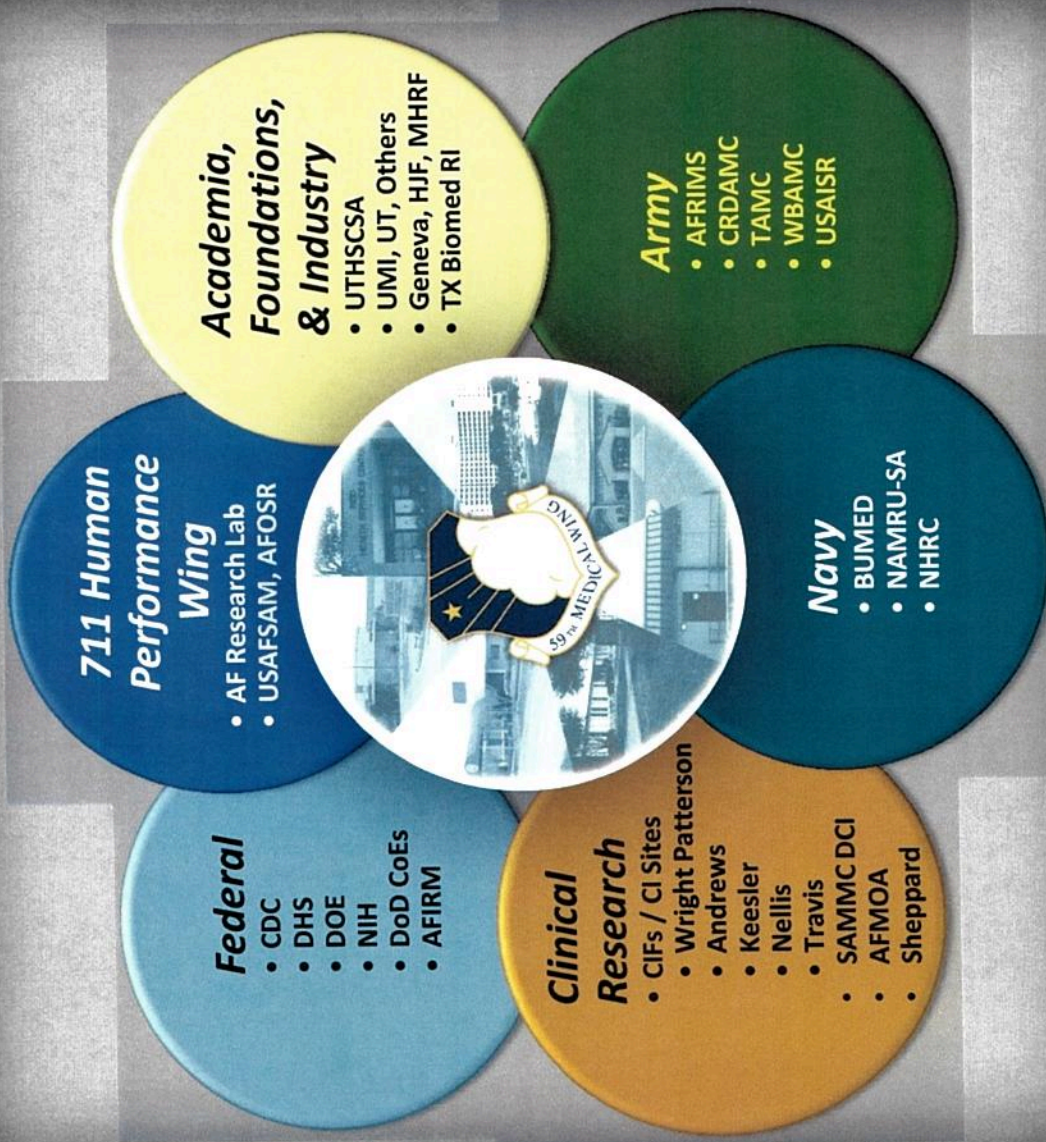 Federal
• CDC
• DHS
• DOE
• NIH
• DoD CoEs
• AFIRM
711 Human
Performance
Wing
• AF Research Lab
• USAFSAM, AFOSR
Academia,
Foundations,
& Industry
• UTHSCSA
• UMI, UT, Others
• Geneva, HJF, MHRF
• TX Biomed RI
59TH MEDICAL WING
Clinical
Research
• CIFs / CI Sites
• Wright Patterson
• Andrews
• Keesler
• Nellis
• Travis
• SAMMC DCI
• AFMOA
• Sheppard
Navy
• BUMED
• NAMRU-SA
• NHRC
Army
• AFRIMS
• CRDAMC
• TAMC
• WBAMC
• USAISR